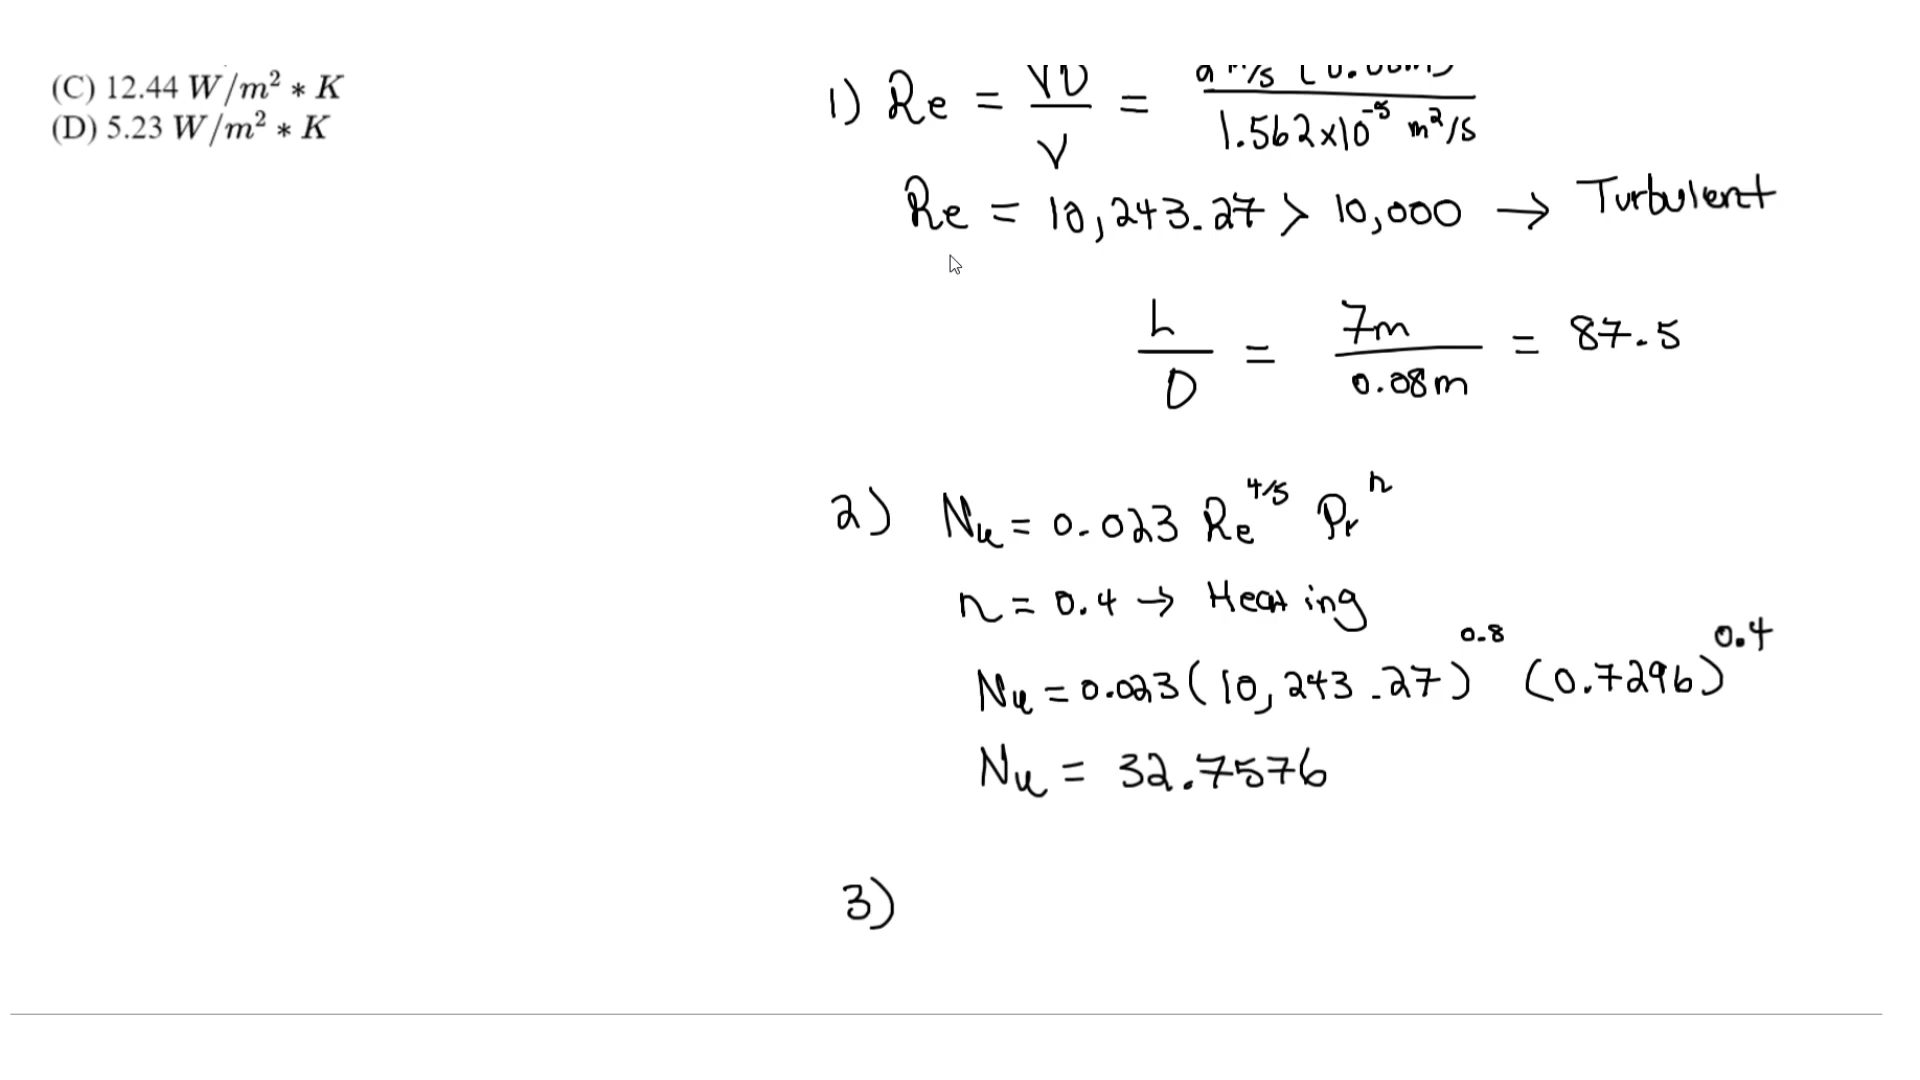 (C) 12.44 W/m² * K
(D) 5.23 W/m² * K
1) Re = VD / ν = / 1.562x10⁻⁵ m²/s
Re = 10,243.27 > 10,000 → Turbulent
L / D = 7m / 0.08m = 87.5
2) Nu = 0.023 Re^4/5 Pr^n
n = 0.4 → Heating
Nu = 0.023 (10,243.27)^0.8 (0.7296)^0.4
Nu = 32.7576
3)